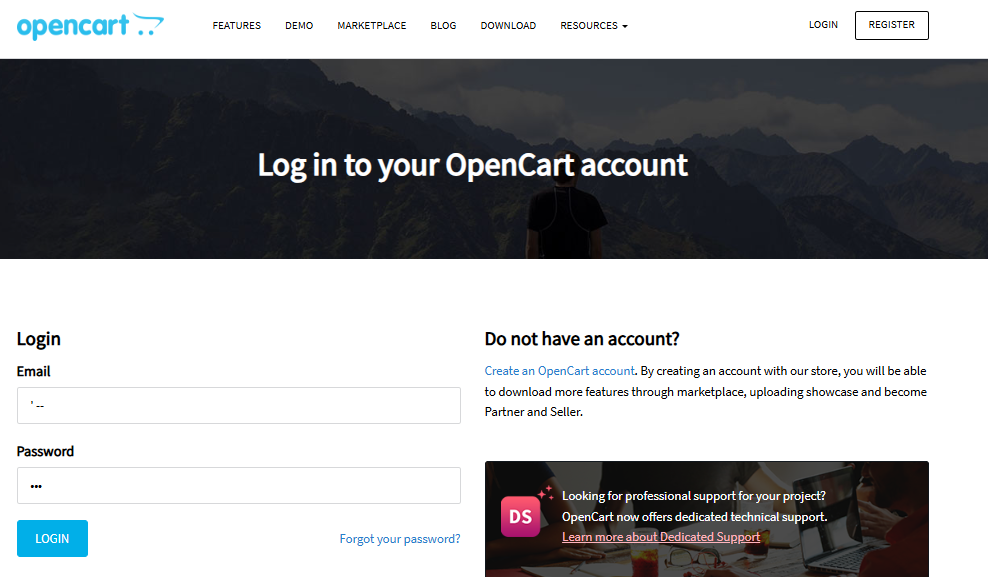 opencart
FEATURES DEMO MARKETPLACE BLOG DOWNLOAD RESOURCES LOGIN REGISTER
Log in to your OpenCart account
Login
Email
' --
Password
•••
LOGIN
Forgot your password?
Do not have an account?
Create an OpenCart account. By creating an account with our store, you will be able
to download more features through marketplace, uploading showcase and become
Partner and Seller.
DS
Looking for professional support for your project?
OpenCart now offers dedicated technical support.
Learn more about Dedicated Support